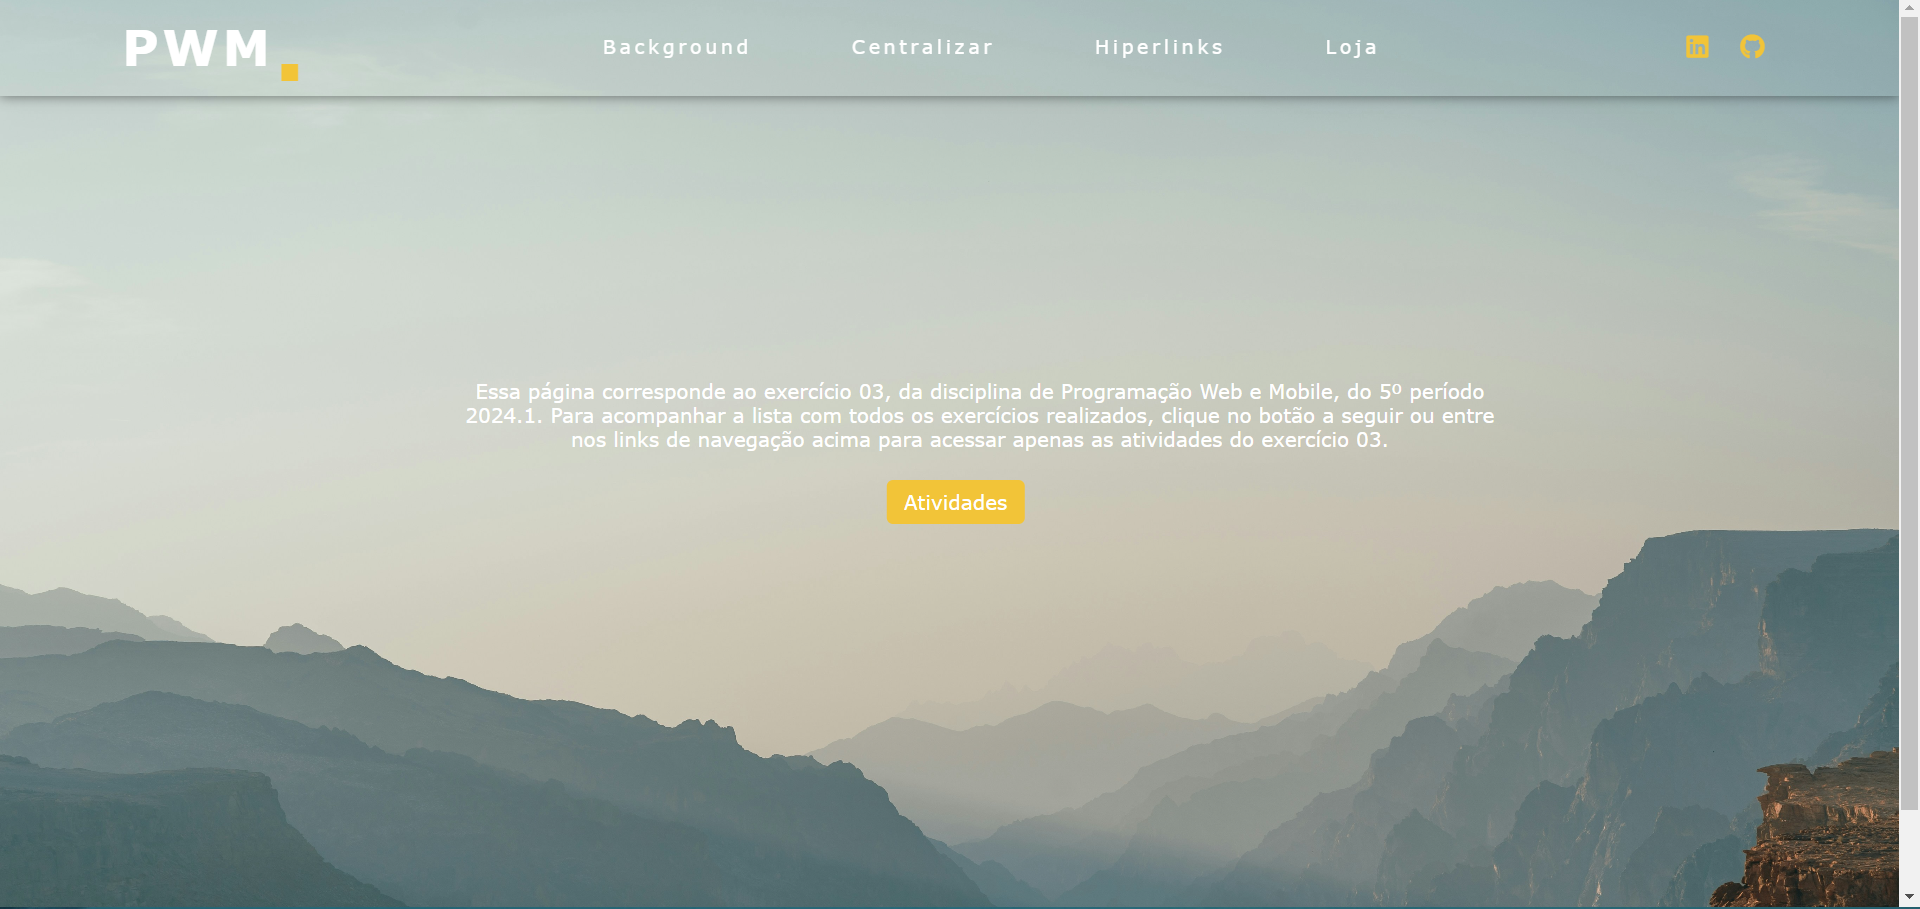 PWM
Background
Centralizar
Hiperlinks
Loja
Essa página corresponde ao exercício 03, da disciplina de Programação Web e Mobile, do 5º período
2024.1. Para acompanhar a lista com todos os exercícios realizados, clique no botão a seguir ou entre
nos links de navegação acima para acessar apenas as atividades do exercício 03.
Atividades